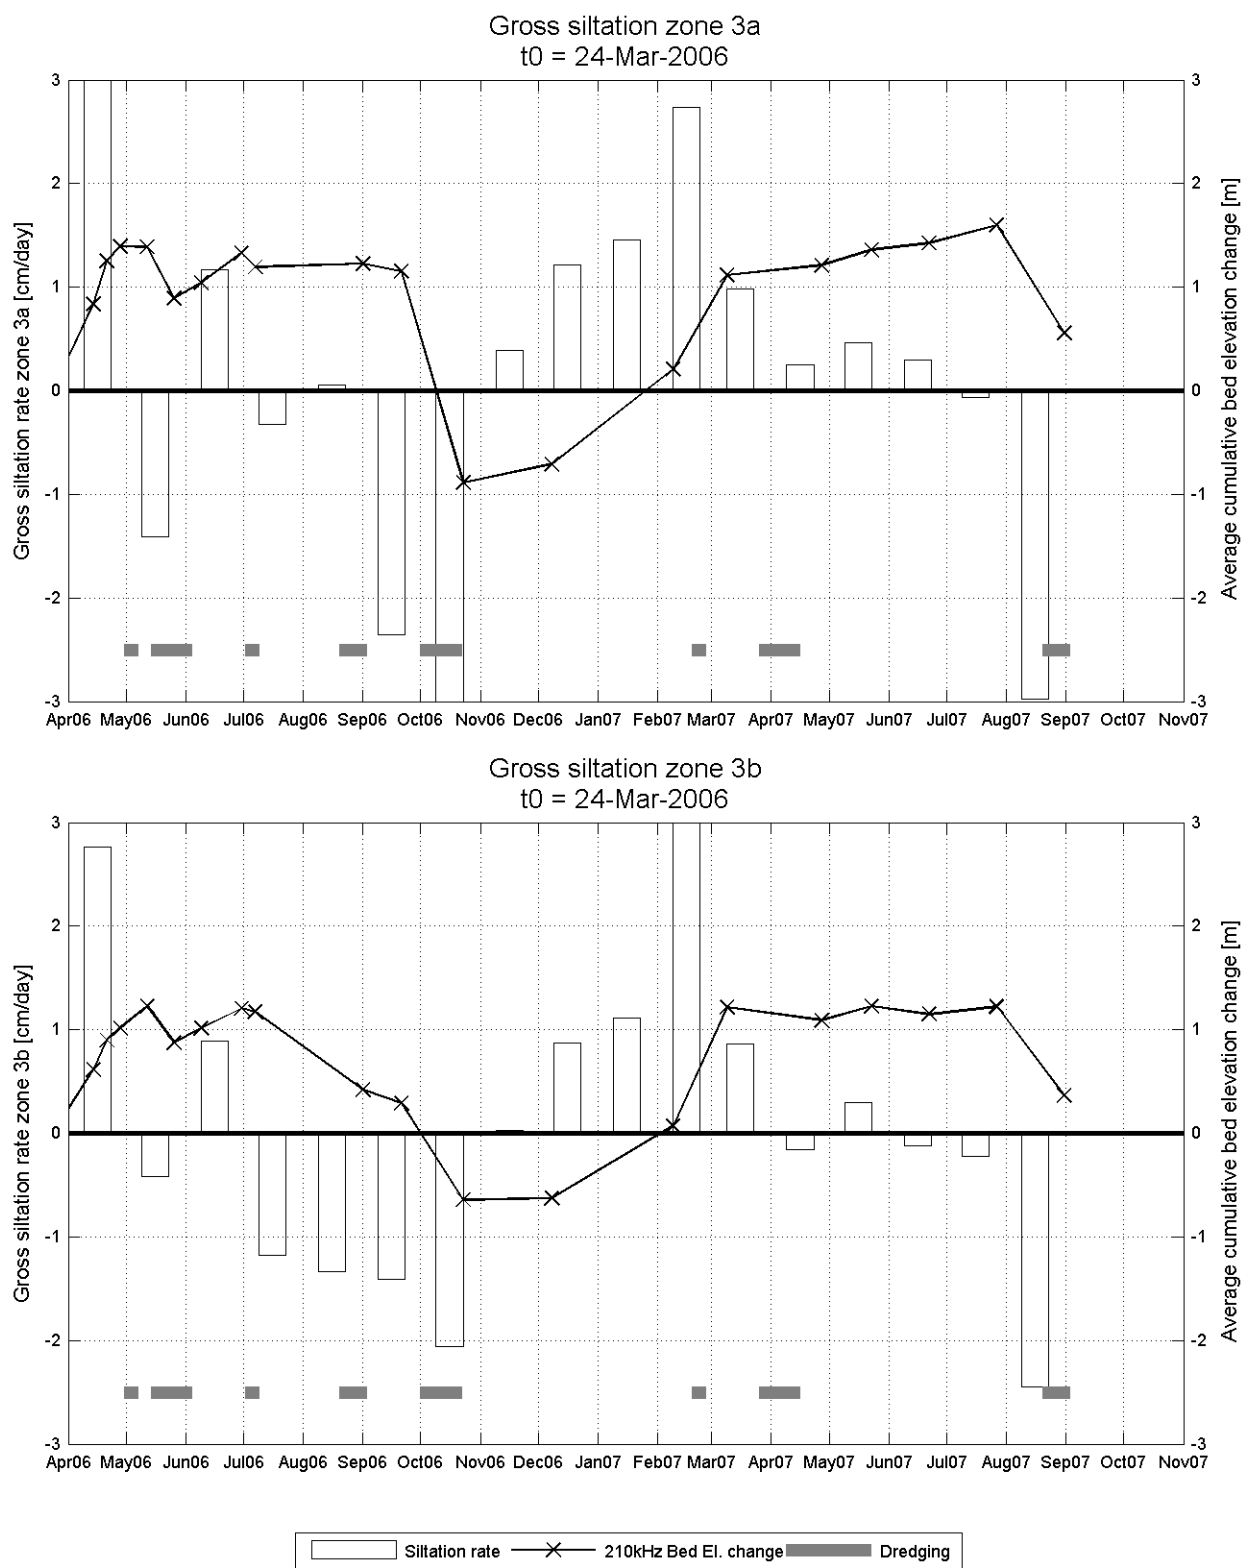 Gross siltation zone 3a
t0 = 24-Mar-2006
Gross siltation rate zone 3a [cm/day]
3
2
1
0
-1
-2
-3
3
2
1
0
-1
-2
-3
Average cumulative bed elevation change [m]
Apr06 May06 Jun06 Jul06 Aug06 Sep06 Oct06 Nov06 Dec06 Jan07 Feb07 Mar07 Apr07 May07 Jun07 Jul07 Aug07 Sep07 Oct07 Nov07
Gross siltation zone 3b
t0 = 24-Mar-2006
Gross siltation rate zone 3b [cm/day]
3
2
1
0
-1
-2
-3
3
2
1
0
-1
-2
-3
Average cumulative bed elevation change [m]
Apr06 May06 Jun06 Jul06 Aug06 Sep06 Oct06 Nov06 Dec06 Jan07 Feb07 Mar07 Apr07 May07 Jun07 Jul07 Aug07 Sep07 Oct07 Nov07
Siltation rate 210kHz Bed El. change Dredging